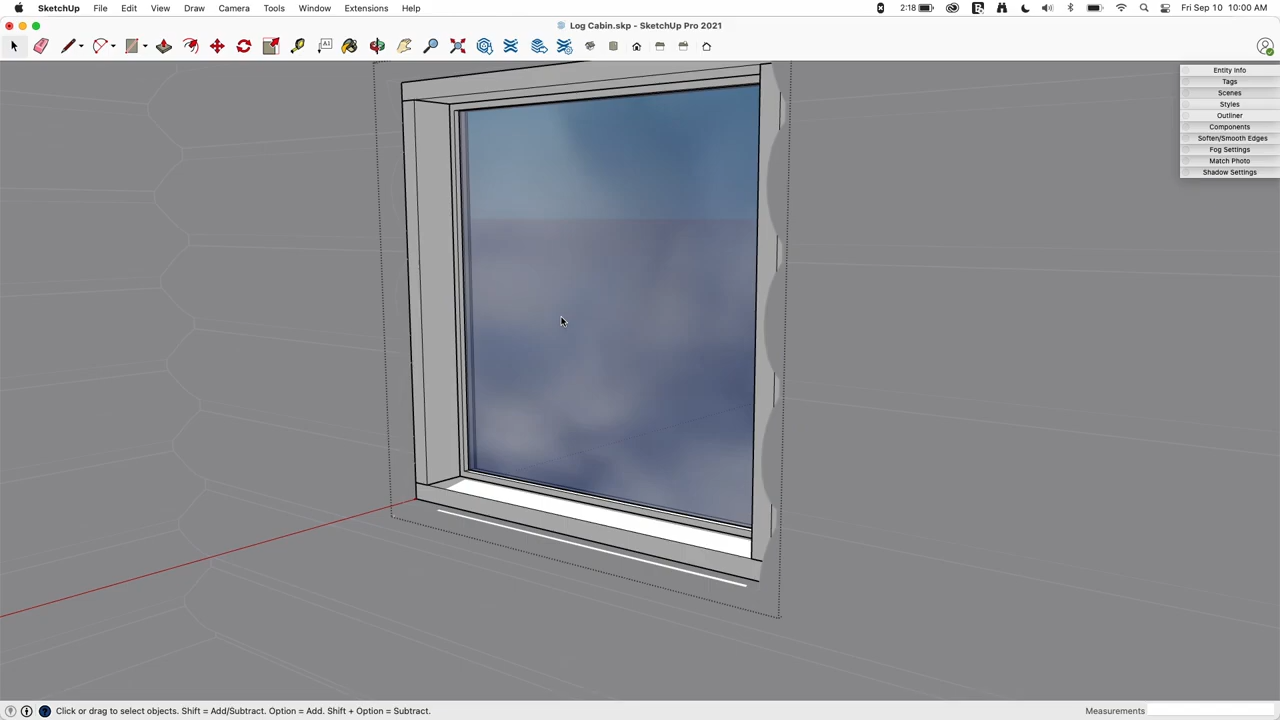 SketchUp File Edit View Draw Camera Tools Window Extensions Help 2:18 Fri Sep 10 10:00 AM
Log Cabin.skp - SketchUp Pro 2021
Entity Info
Tags
Scenes
Styles
Outliner
Components
Soften/Smooth Edges
Fog Settings
Match Photo
Shadow Settings
Click or drag to select objects. Shift = Add/Subtract. Option = Add. Shift + Option = Subtract. Measurements